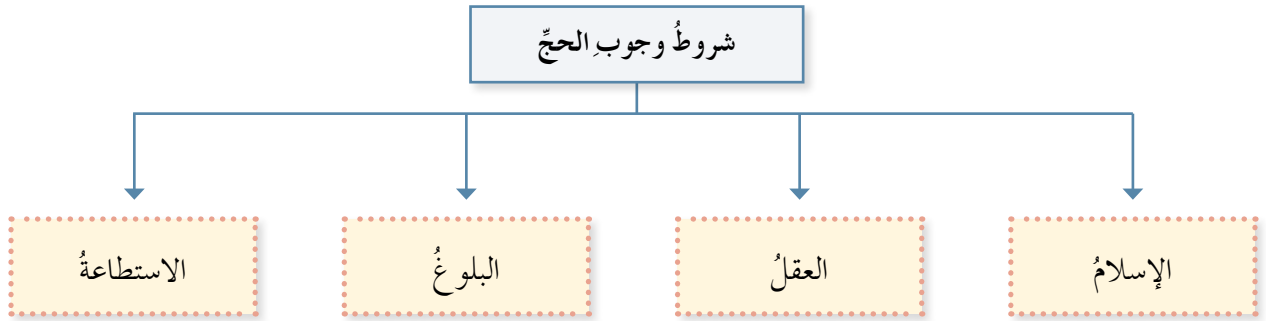 شروطُ وجوبِ الحجِّ
الإسلامُ
العقلُ
البلوغُ
الاستطاعةُ